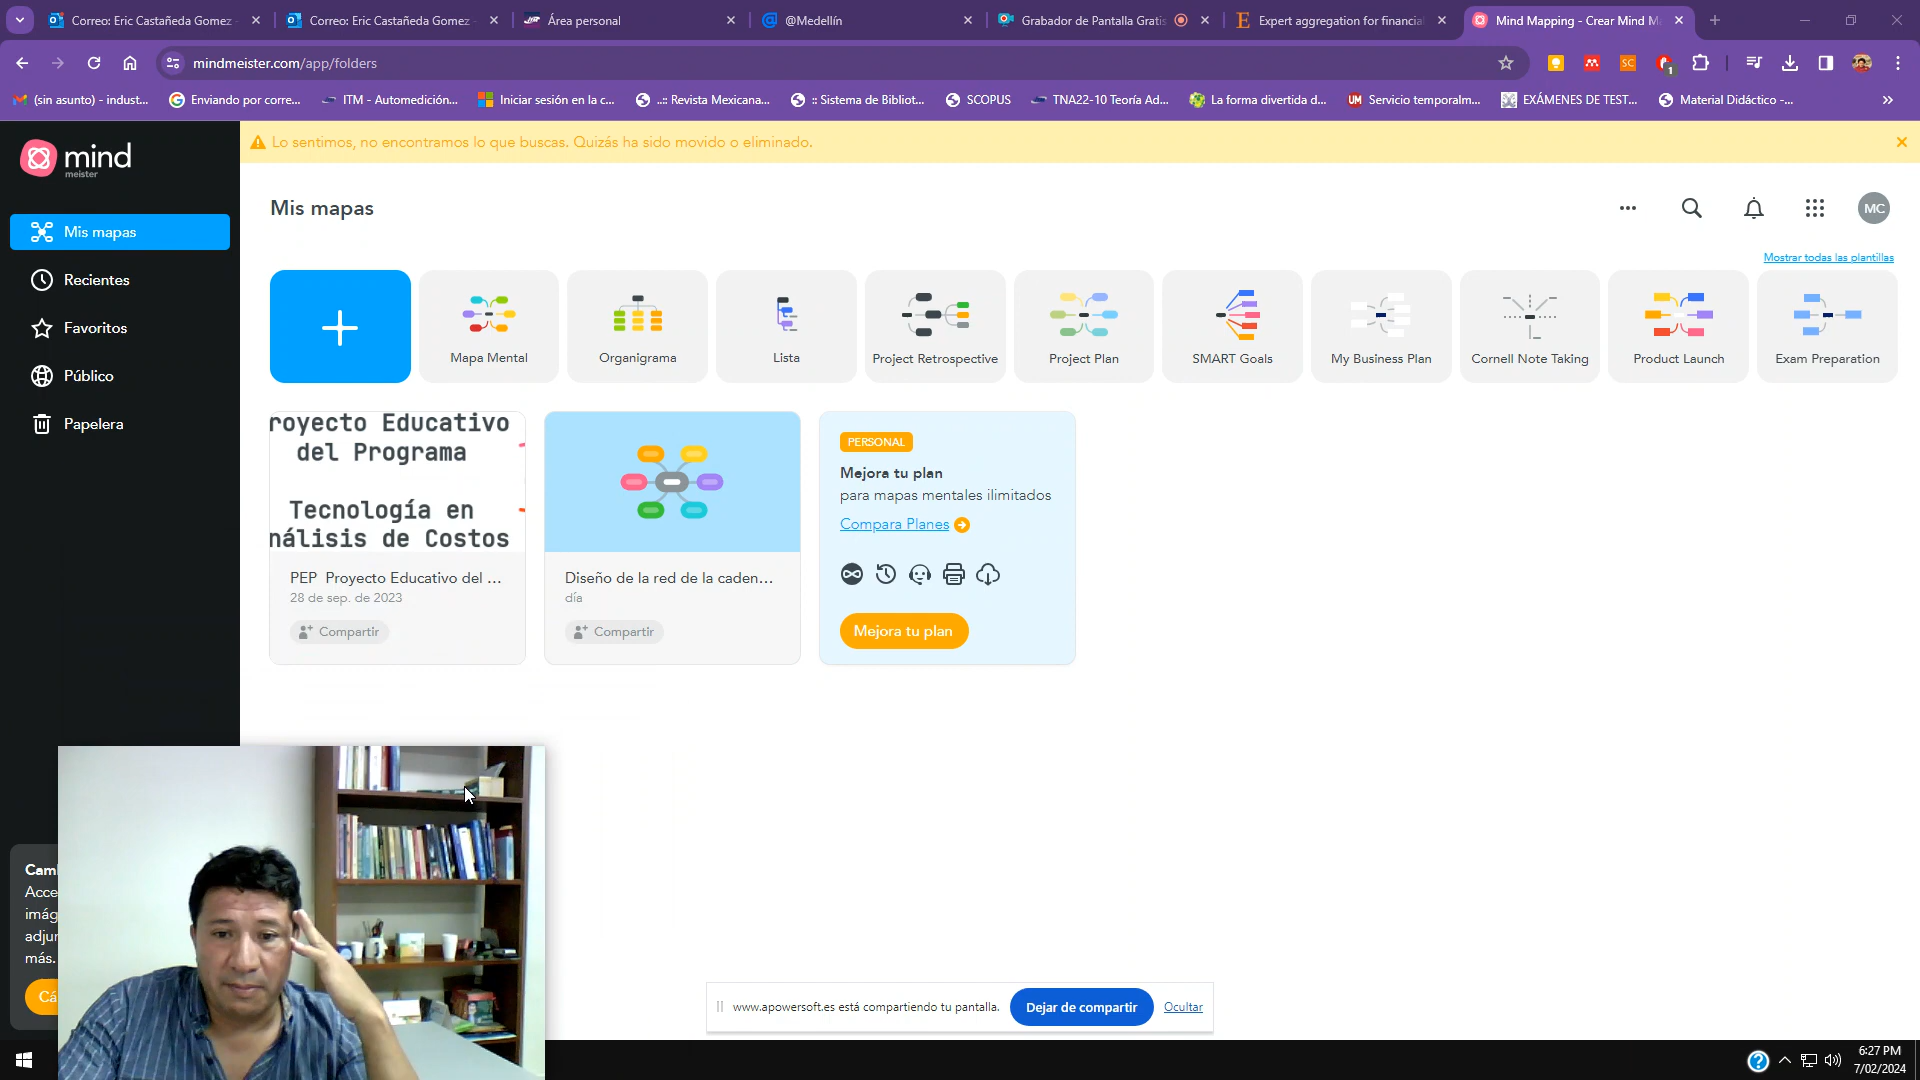 Correo: Eric Castañeda Gomez
Correo: Eric Castañeda Gomez
Área personal
@Medellín
Grabador de Pantalla Gratis
Expert aggregation for financial
Mind Mapping - Crear Mind M
mindmeister.com/app/folders
(sin asunto) - indust...
Enviando por corre...
ITM - Automedición...
Iniciar sesión en la c...
..:: Revista Mexicana...
:: Sistema de Bibliot...
SCOPUS
TNA22-10 Teoría Ad...
La forma divertida d...
UM Servicio temporalm...
EXÁMENES DE TEST...
Material Didáctico -...
»
mind
meister
Lo sentimos, no encontramos lo que buscas. Quizás ha sido movido o eliminado.
Mis mapas
MC
Mis mapas
Recientes
Favoritos
Público
Papelera
Mostrar todas las plantillas
Mapa Mental
Organigrama
Lista
Project Retrospective
Project Plan
SMART Goals
My Business Plan
Cornell Note Taking
Product Launch
Exam Preparation
royecto Educativo
del Programa
Tecnología en
nálisis de Costos
PEP Proyecto Educativo del ...
28 de sep. de 2023
Compartir
Diseño de la red de la caden...
día
Compartir
PERSONAL
Mejora tu plan
para mapas mentales ilimitados
Compara Planes
Mejora tu plan
Caml
Acce
imág
adjur
más.
Cá
www.apowersoft.es está compartiendo tu pantalla.
Dejar de compartir
Ocultar
6:27 PM
7/02/2024